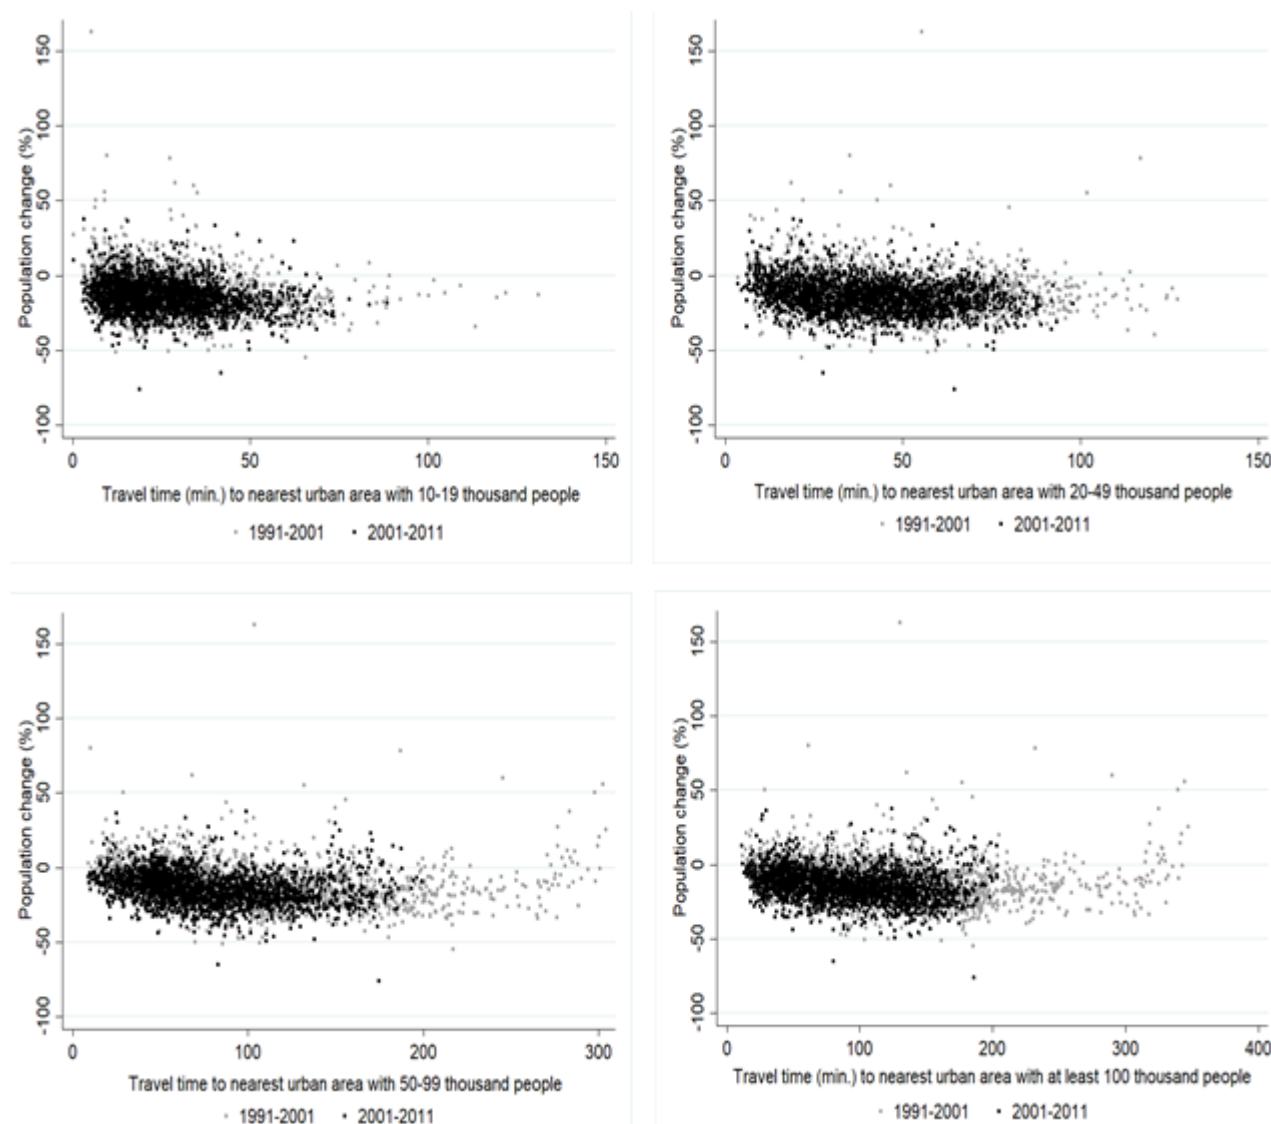 Population change (%)
150
100
50
0
-50
-100
0 50 100 150
Travel time (min.) to nearest urban area with 10-19 thousand people
1991-2001 2001-2011
Population change (%)
150
100
50
0
-50
-100
0 50 100 150
Travel time (min.) to nearest urban area with 20-49 thousand people
1991-2001 2001-2011
Population change (%)
150
100
50
0
-50
-100
0 100 200 300
Travel time to nearest urban area with 50-99 thousand people
1991-2001 2001-2011
Population change (%)
150
100
50
0
-50
-100
0 100 200 300 400
Travel time (min.) to nearest urban area with at least 100 thousand people
1991-2001 2001-2011